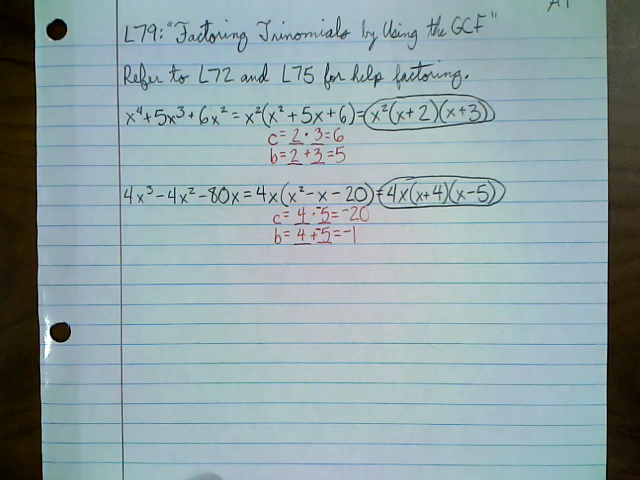 A1
L79: "Factoring Trinomials by Using the GCF"
Refer to L72 and L75 for help factoring.
x⁴+5x³+6x²=x²(x²+5x+6)=x²(x+2)(x+3)
c=2·3=6
b=2+3=5
4x³-4x²-80x=4x(x²-x-20)=4x(x+4)(x-5)
c=4·⁻5=⁻20
b=4+⁻5=⁻1